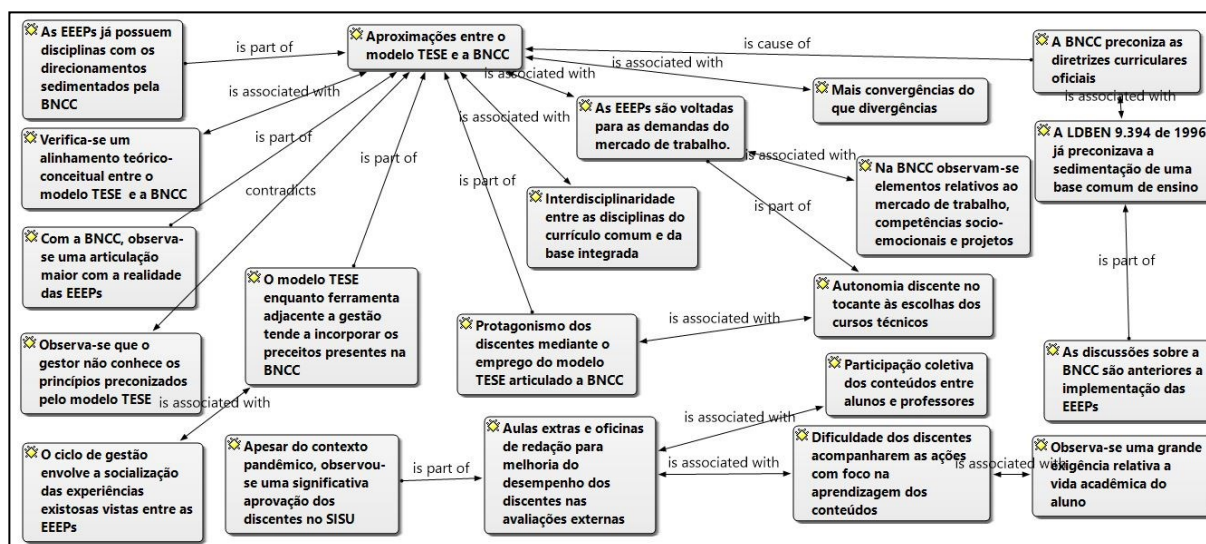 As EEEPs já possuem
disciplinas com os
direcionamentos
sedimentados pela
BNCC
is part of
Aproximações entre o
modelo TESE e a BNCC
is cause of
A BNCC preconiza as
diretrizes curriculares
oficiais
is associated with
is associated with
Mais convergências do
que divergências
is associated with
is associated with
As EEEPs são voltadas
para as demandas do
mercado de trabalho.
is associated with
Verifica-se um
alinhamento teórico-
conceitual entre o
modelo TESE e a BNCC
is part of
is part of
is associated with
A LDBEN 9.394 de 1996
já preconizava a
sedimentação de uma
base comum de ensino
Na BNCC observam-se
elementos relativos ao
mercado de trabalho,
competências socio-
emocionais e projetos
contradicts
is part of
Interdisciplinaridade
entre as disciplinas do
currículo comum e da
base integrada
is part of
Com a BNCC, observa-
se uma articulação
maior com a realidade
das EEEPs
is part of
O modelo TESE
enquanto ferramenta
adjacente a gestão
tende a incorporar os
preceitos presentes na
BNCC
Autonomia discente no
tocante às escolhas dos
cursos técnicos
Protagonismo dos
discentes mediante o
emprego do modelo
TESE articulado a BNCC
is associated with
Observa-se que o
gestor não conhece os
princípios preconizados
pelo modelo TESE
As discussões sobre a
BNCC são anteriores a
implementação das
EEEPs
Participação coletiva
dos conteúdos entre
alunos e professores
is associated with
is associated with
Aulas extras e oficinas
de redação para
melhoria do
desempenho dos
discentes nas
avaliações externas
Dificuldade dos discentes
acompanharem as ações
com foco na
aprendizagem dos
conteúdos
is associated with
is associated with
Observa-se uma grande
exigência relativa a
vida acadêmica do
aluno
O ciclo de gestão
envolve a socialização
das experiências
existosas vistas entre as
EEEPs
Apesar do contexto
pandêmico, observou-
se uma significativa
aprovação dos
discentes no SISU
is part of